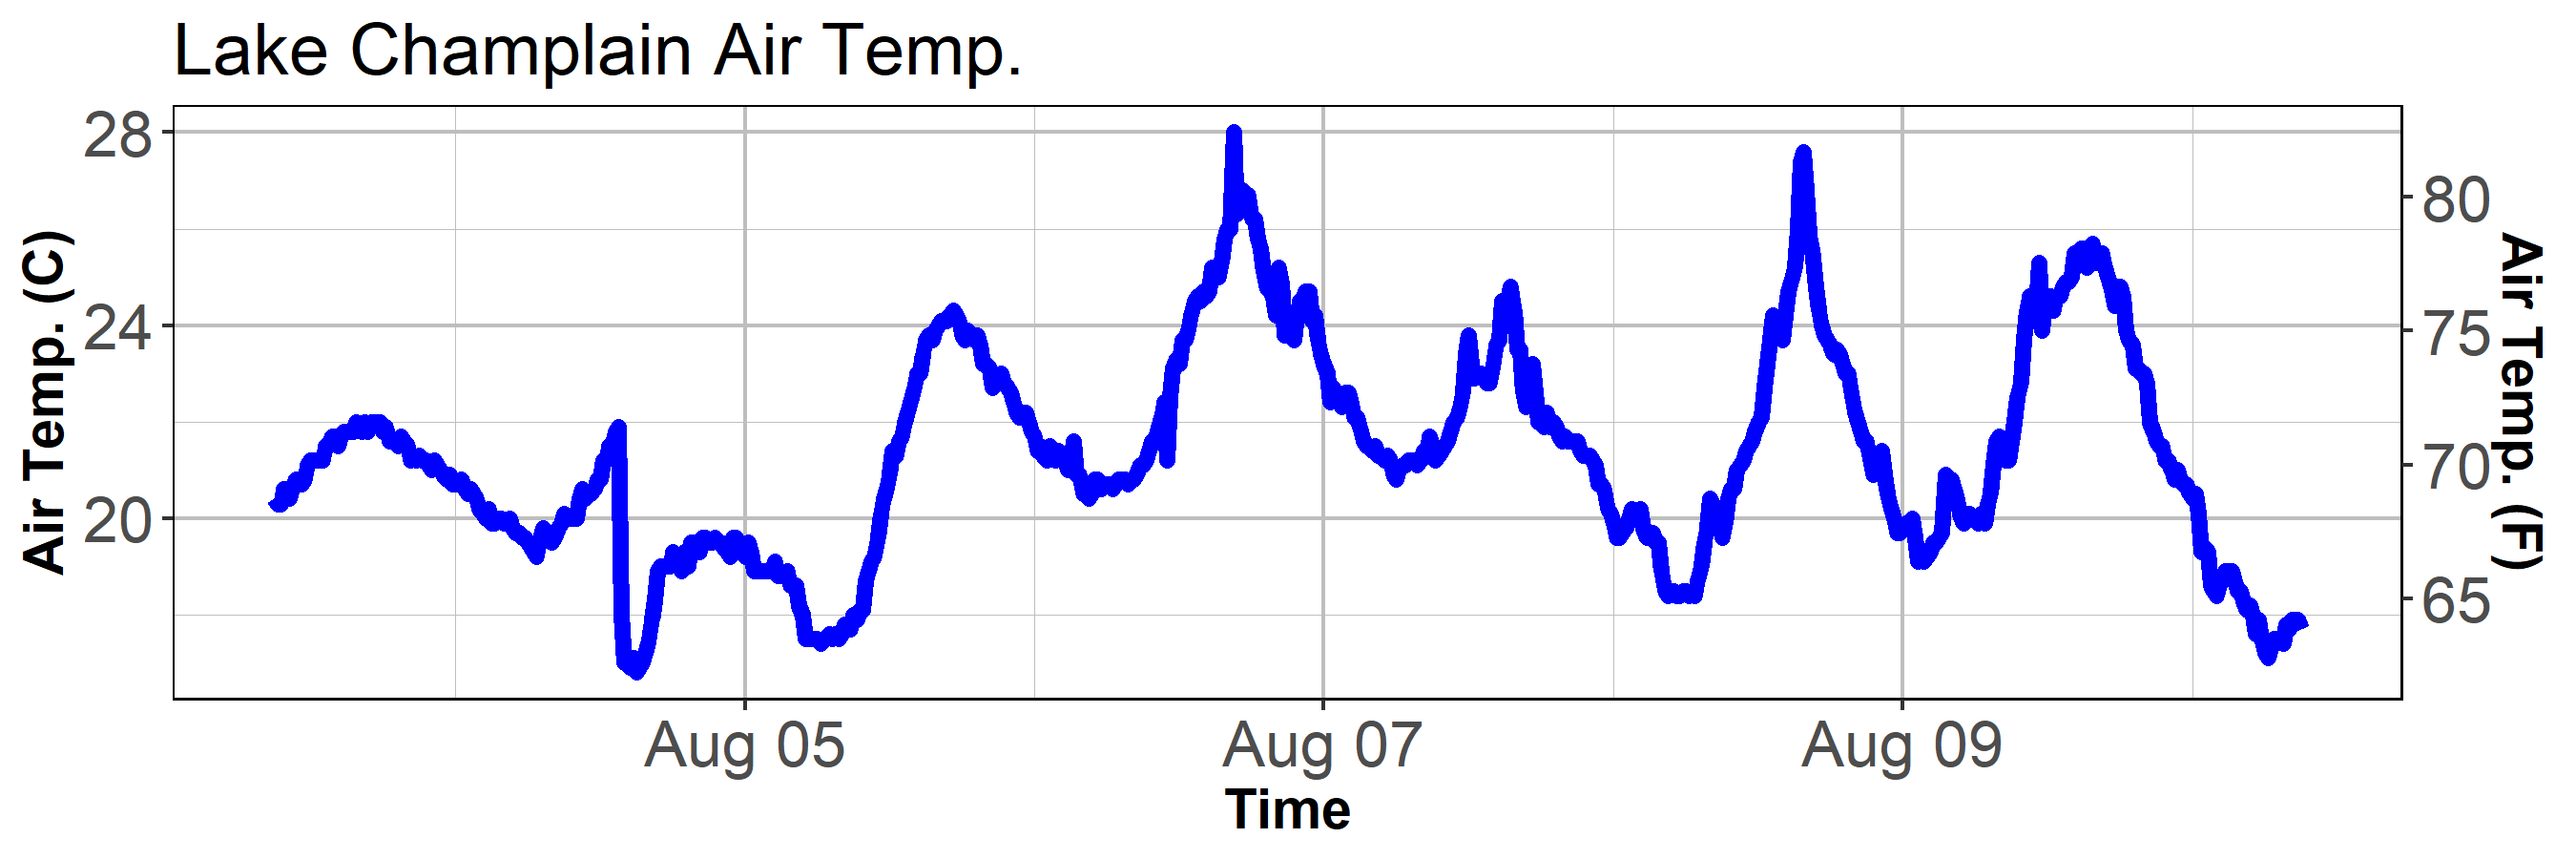 Lake Champlain Air Temp.
28
24
20
Air Temp. (C)
80
75
70
65
Air Temp. (F)
Aug 05
Aug 07
Aug 09
Time